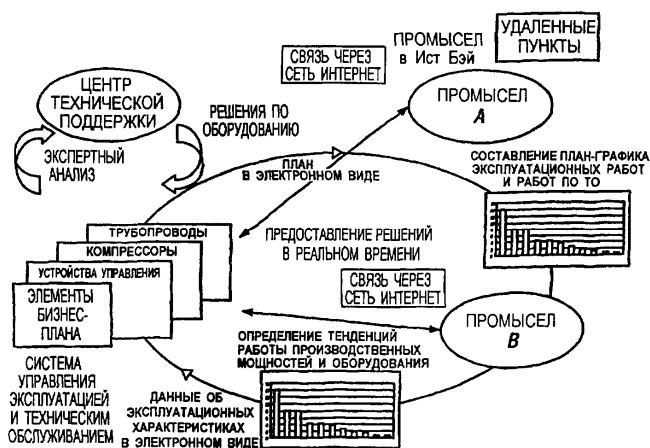 УДАЛЕННЫЕ
ПУНКТЫ
ПРОМЫСЕЛ
в Ист Бэй
СВЯЗЬ ЧЕРЕЗ
СЕТЬ ИНТЕРНЕТ
ЦЕНТР
ТЕХНИЧЕСКОЙ
ПОДДЕРЖКИ
ПРОМЫСЕЛ
А
РЕШЕНИЯ ПО
ОБОРУДОВАНИЮ
ЭКСПЕРТНЫЙ
АНАЛИЗ
ПЛАН
В ЭЛЕКТРОННОМ ВИДЕ
СОСТАВЛЕНИЕ ПЛАН-ГРАФИКА
ЭКСПЛУАТАЦИОННЫХ РАБОТ
И РАБОТ ПО ТО
ТРУБОПРОВОДЫ
КОМПРЕССОРЫ
УСТРОЙСТВА УПРАВЛЕНИЯ
ЭЛЕМЕНТЫ
БИЗНЕС-
ПЛАНА
ПРЕДОСТАВЛЕНИЕ РЕШЕНИЙ
В РЕАЛЬНОМ ВРЕМЕНИ
СВЯЗЬ ЧЕРЕЗ
СЕТЬ ИНТЕРНЕТ
ПРОМЫСЕЛ
В
ОПРЕДЕЛЕНИЕ ТЕНДЕНЦИЙ
РАБОТЫ ПРОИЗВОДСТВЕННЫХ
МОЩНОСТЕЙ И ОБОРУДОВАНИЯ
СИСТЕМА
УПРАВЛЕНИЯ
ЭКСПЛУАТАЦИЕЙ
И ТЕХНИЧЕСКИМ
ОБСЛУЖИВАНИЕМ
ДАННЫЕ ОБ
ЭКСПЛУАТАЦИОННЫХ
ХАРАКТЕРИСТИКАХ
В ЭЛЕКТРОННОМ ВИДЕ